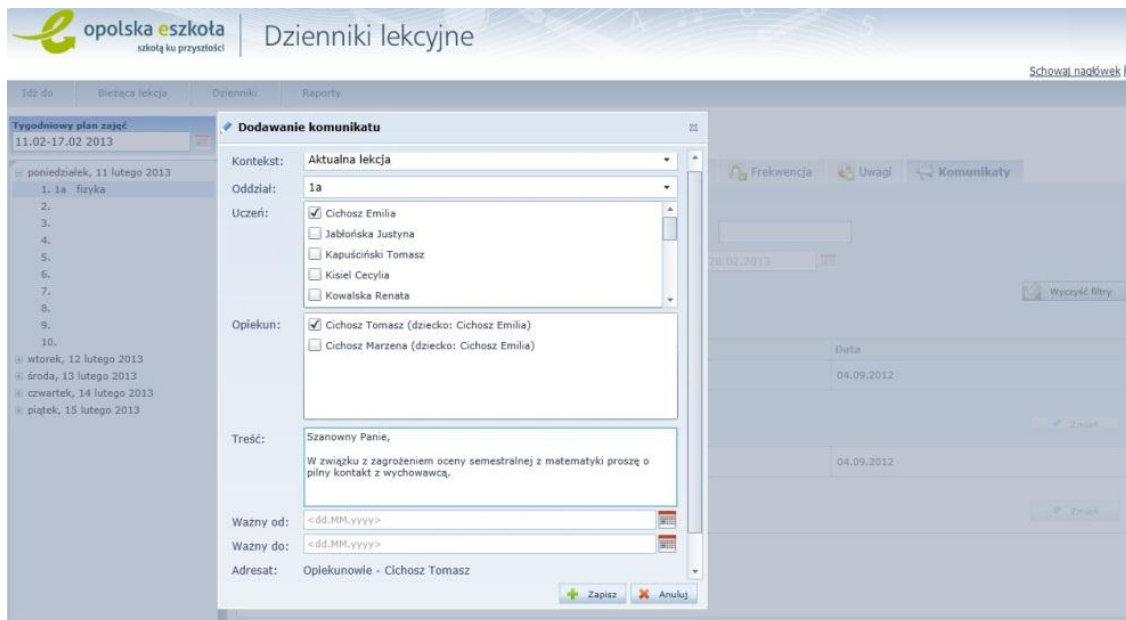 opolska eszkoła
szkołą ku przyszłości
Dzienniki lekcyjne
Schowaj nagłówek
Idź do Bieżąca lekcja Dzienniki Raporty
Tygodniowy plan zajęć
11.02-17.02 2013
poniedziałek, 11 lutego 2013
1. 1a fizyka
2.
3.
4.
5.
6.
7.
8.
9.
10.
wtorek, 12 lutego 2013
środa, 13 lutego 2013
czwartek, 14 lutego 2013
piątek, 15 lutego 2013
Dodawanie komunikatu
Kontekst: Aktualna lekcja
Oddział: 1a
Uczeń: Cichosz Emilia
Jabłońska Justyna
Kapuściński Tomasz
Kisiel Cecylia
Kowalska Renata
Opiekun: Cichosz Tomasz (dziecko: Cichosz Emilia)
Cichosz Marzena (dziecko: Cichosz Emilia)
Treść: Szanowny Panie,
W związku z zagrożeniem oceny semestralnej z matematyki proszę o
pilny kontakt z wychowawcą.
Ważny od: <dd.MM.yyyy>
Ważny do: <dd.MM.yyyy>
Adresat: Opiekunowie - Cichosz Tomasz
Zapisz Anuluj
Frekwencja Uwagi Komunikaty
28.02.2013
Wyczyść filtry
Data
04.09.2012
Zmień
04.09.2012
Zmień